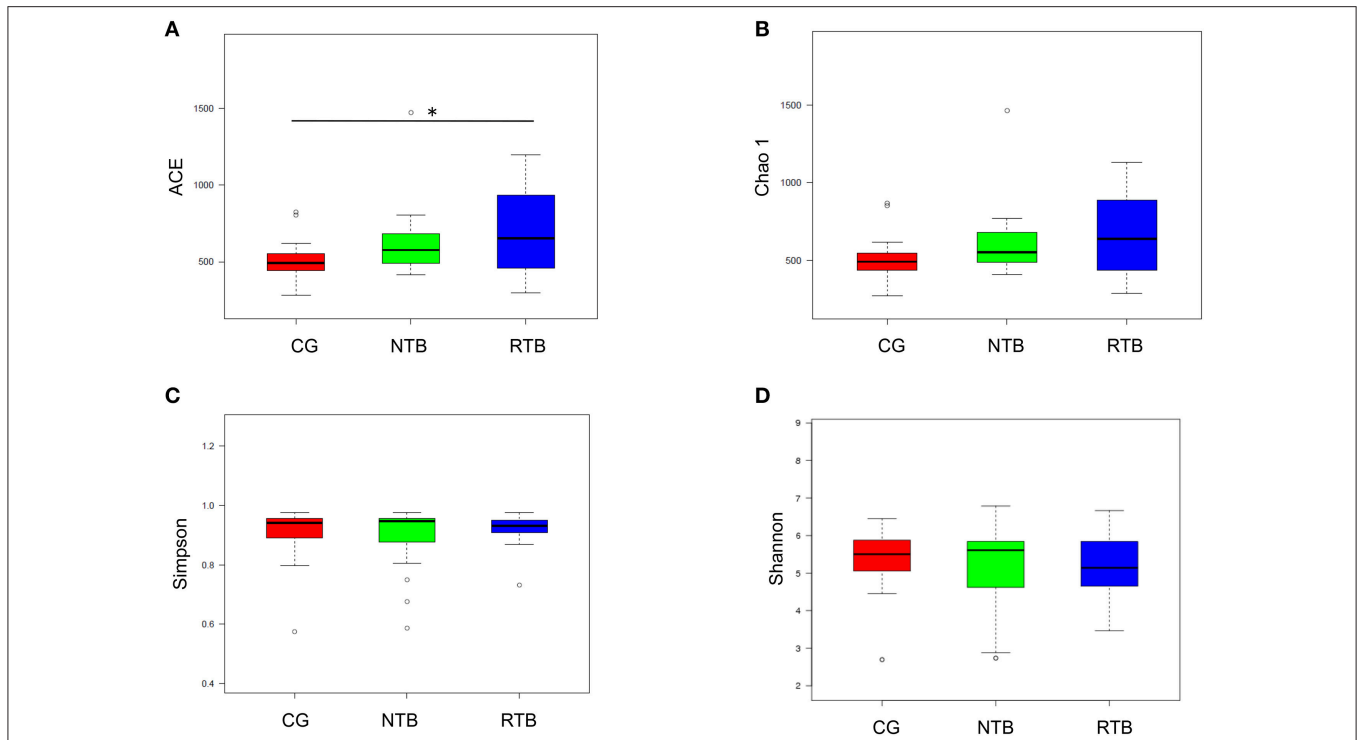 A
ACE
1500
1000
500
*
CG NTB RTB
B
Chao 1
1500
1000
500
CG NTB RTB
C
Simpson
1.2
1.0
0.8
0.6
0.4
CG NTB RTB
D
Shannon
9
8
7
6
5
4
3
2
CG NTB RTB